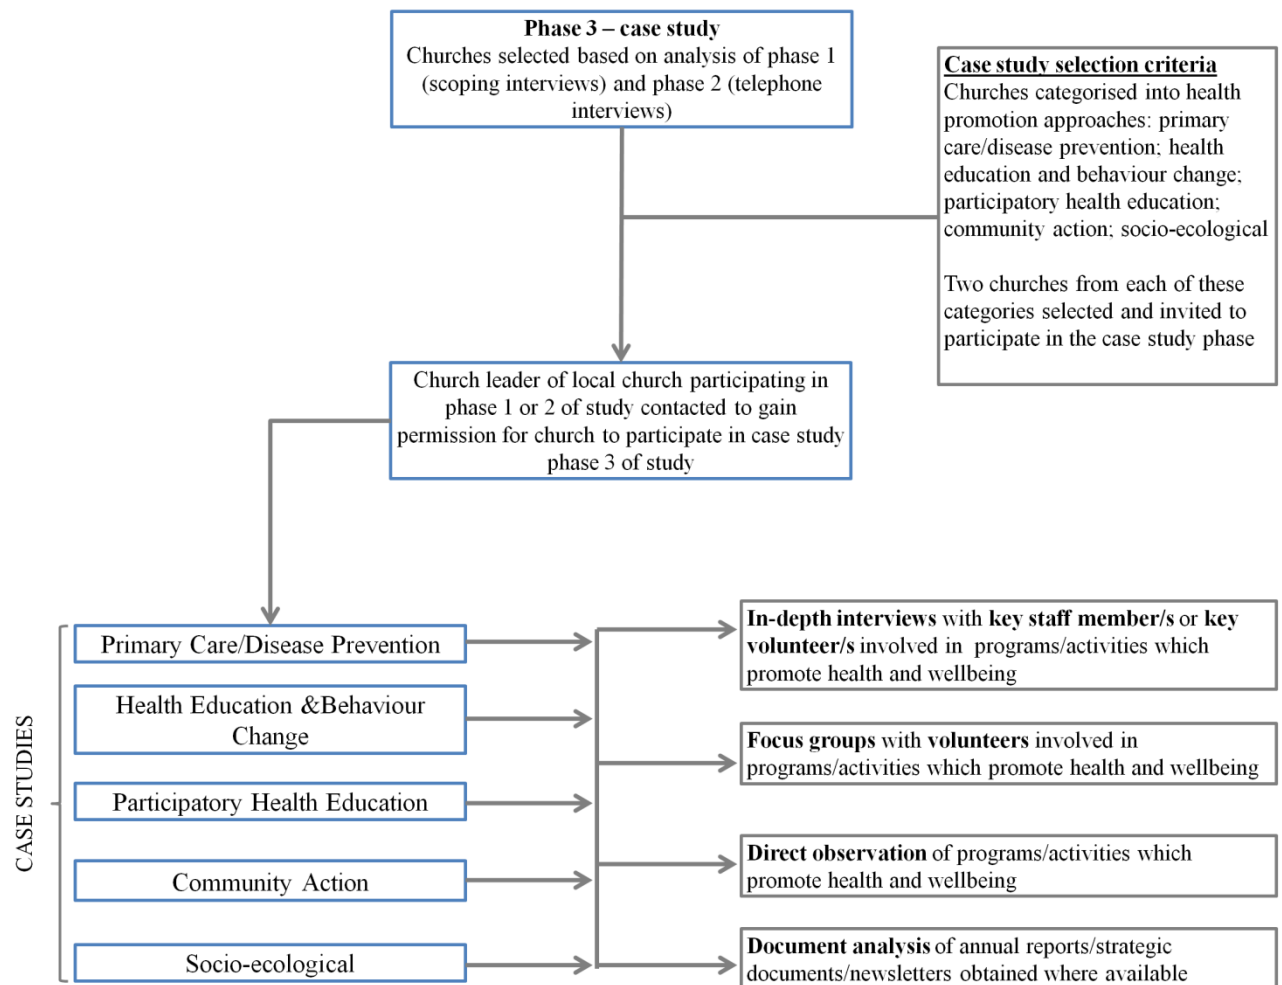 Phase 3 – case study
Churches selected based on analysis of phase 1
(scoping interviews) and phase 2 (telephone
interviews)
Case study selection criteria
Churches categorised into health
promotion approaches: primary
care/disease prevention; health
education and behaviour change;
participatory health education;
community action; socio-ecological
Two churches from each of these
categories selected and invited to
participate in the case study phase
Church leader of local church participating in
phase 1 or 2 of study contacted to gain
permission for church to participate in case study
phase 3 of study
CASE STUDIES
Primary Care/Disease Prevention
Health Education &Behaviour
Change
Participatory Health Education
Community Action
Socio-ecological
In-depth interviews with key staff member/s or key
volunteer/s involved in programs/activities which
promote health and wellbeing
Focus groups with volunteers involved in
programs/activities which promote health and wellbeing
Direct observation of programs/activities which
promote health and wellbeing
Document analysis of annual reports/strategic
documents/newsletters obtained where available